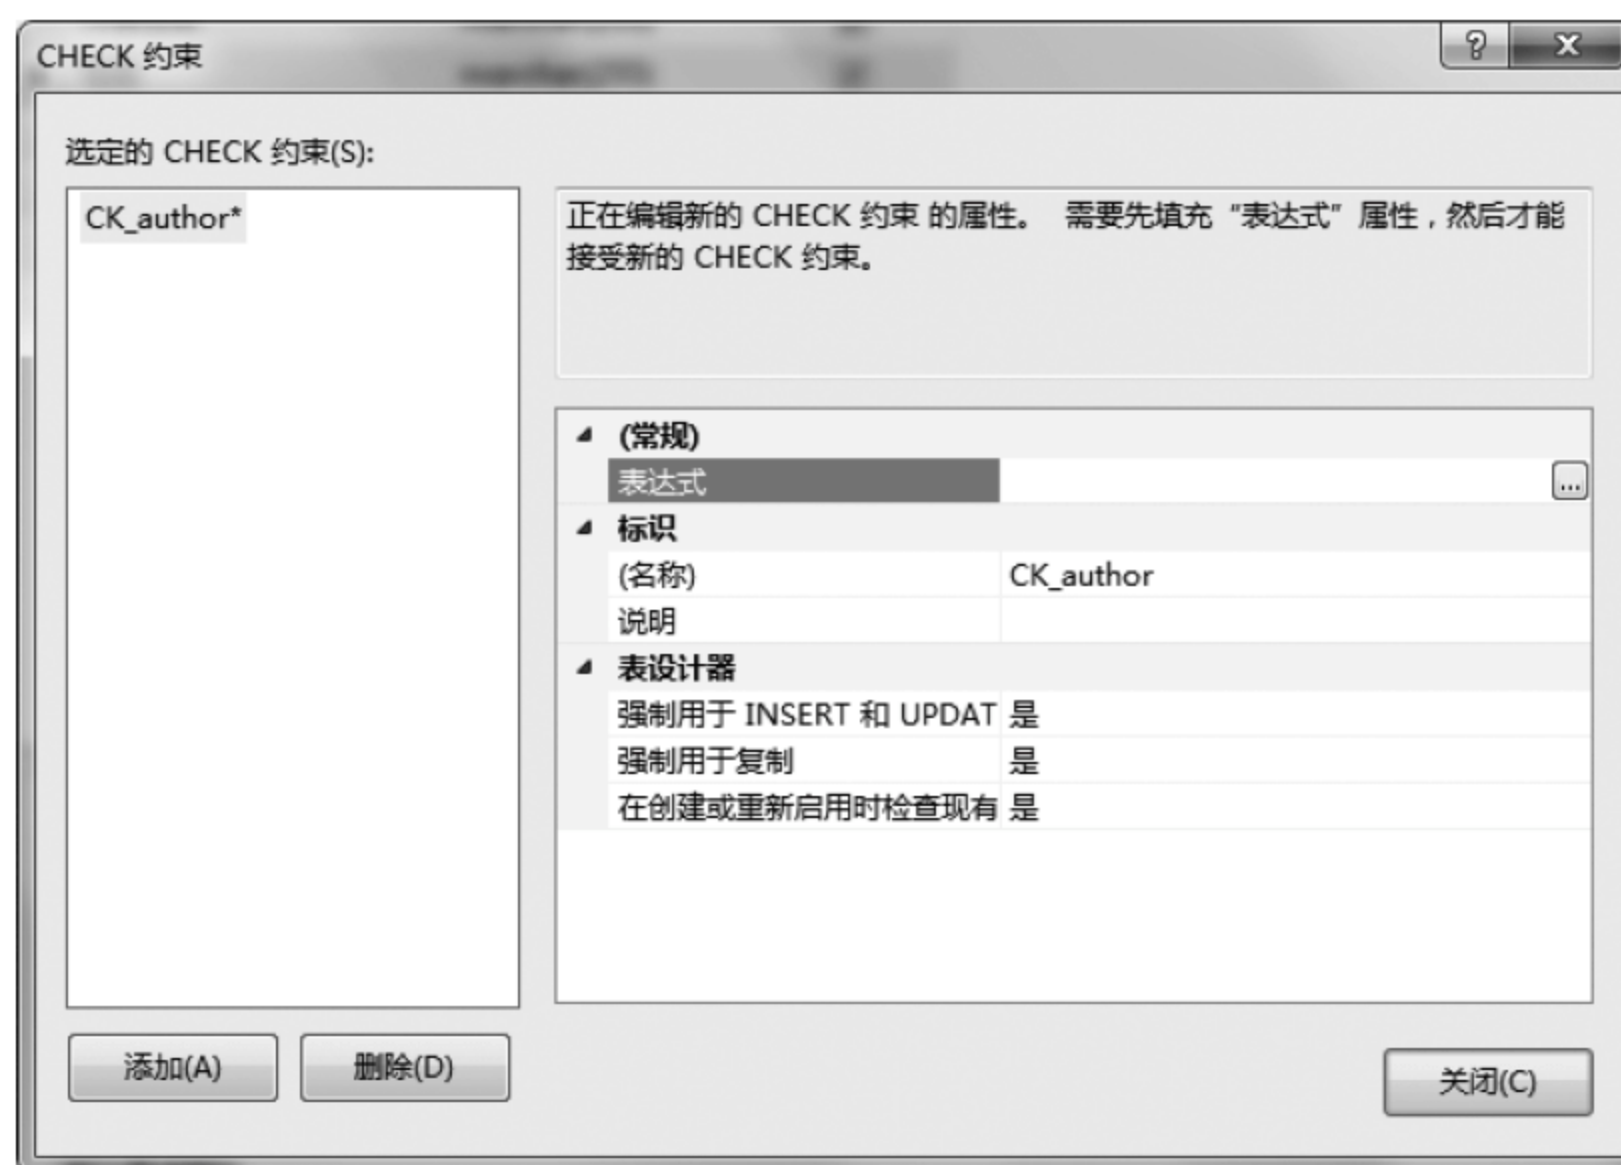 CHECK 约束
选定的 CHECK 约束(S):
CK_author*
正在编辑新的 CHECK 约束 的属性。 需要先填充“表达式”属性，然后才能
接受新的 CHECK 约束。
(常规)
表达式
...
标识
(名称) CK_author
说明
表设计器
强制用于 INSERT 和 UPDAT 是
强制用于复制 是
在创建或重新启用时检查现有 是
添加(A) 删除(D)
关闭(C)